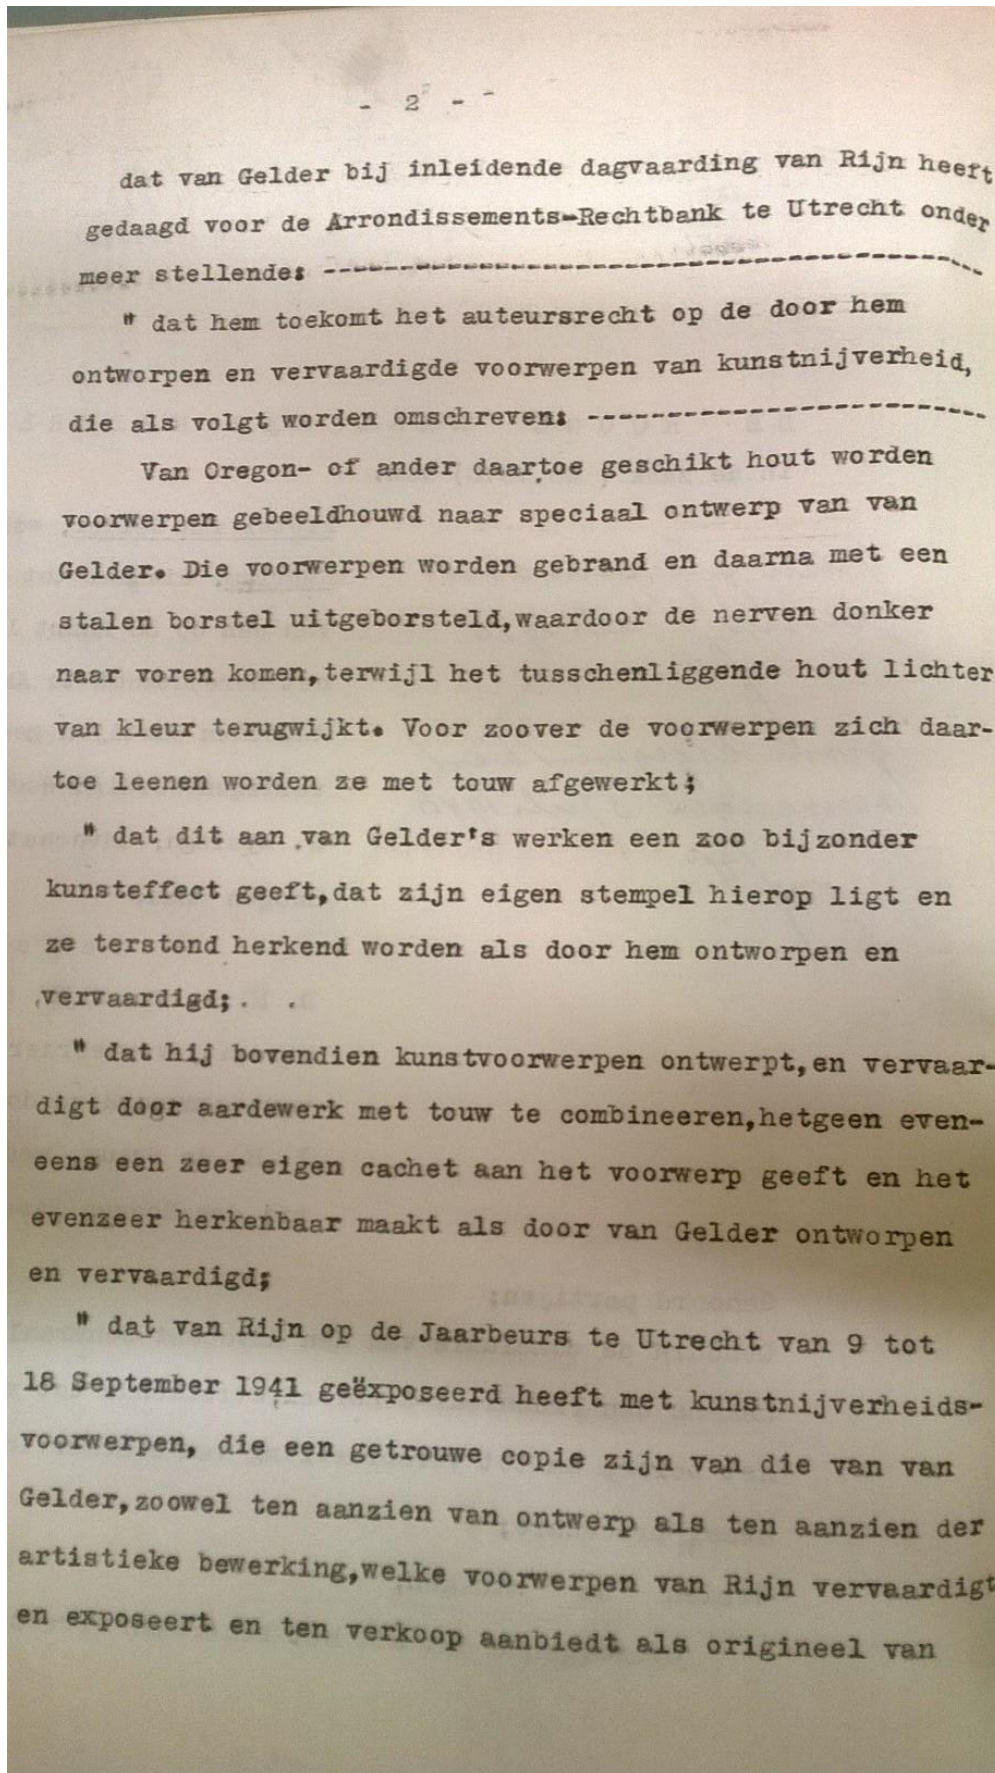 - 2 - -
dat van Gelder bij inleidende dagvaarding van Rijn heeft
gedaagd voor de Arrondissements-Rechtbank te Utrecht onder
meer stellende: ------------------------------------------------
" dat hem toekomt het auteursrecht op de door hem
ontworpen en vervaardigde voorwerpen van kunstnijverheid,
die als volgt worden omschreven: -----------------------------
Van Oregon- of ander daartoe geschikt hout worden
voorwerpen gebeeldhouwd naar speciaal ontwerp van van
Gelder. Die voorwerpen worden gebrand en daarna met een
stalen borstel uitgeborsteld,waardoor de nerven donker
naar voren komen,terwijl het tusschenliggende hout lichter
van kleur terugwijkt. Voor zoover de voorwerpen zich daar-
toe leenen worden ze met touw afgewerkt;
" dat dit aan van Gelder's werken een zoo bijzonder
kunsteffect geeft,dat zijn eigen stempel hierop ligt en
ze terstond herkend worden als door hem ontworpen en
vervaardigd;
" dat hij bovendien kunstvoorwerpen ontwerpt,en vervaar-
digt door aardewerk met touw te combineeren,hetgeen even-
eens een zeer eigen cachet aan het voorwerp geeft en het
evenzeer herkenbaar maakt als door van Gelder ontworpen
en vervaardigd;
" dat van Rijn op de Jaarbeurs te Utrecht van 9 tot
18 September 1941 geëxposeerd heeft met kunstnijverheids-
voorwerpen, die een getrouwe copie zijn van die van van
Gelder,zoowel ten aanzien van ontwerp als ten aanzien der
artistieke bewerking,welke voorwerpen van Rijn vervaardigt
en exposeert en ten verkoop aanbiedt als origineel van